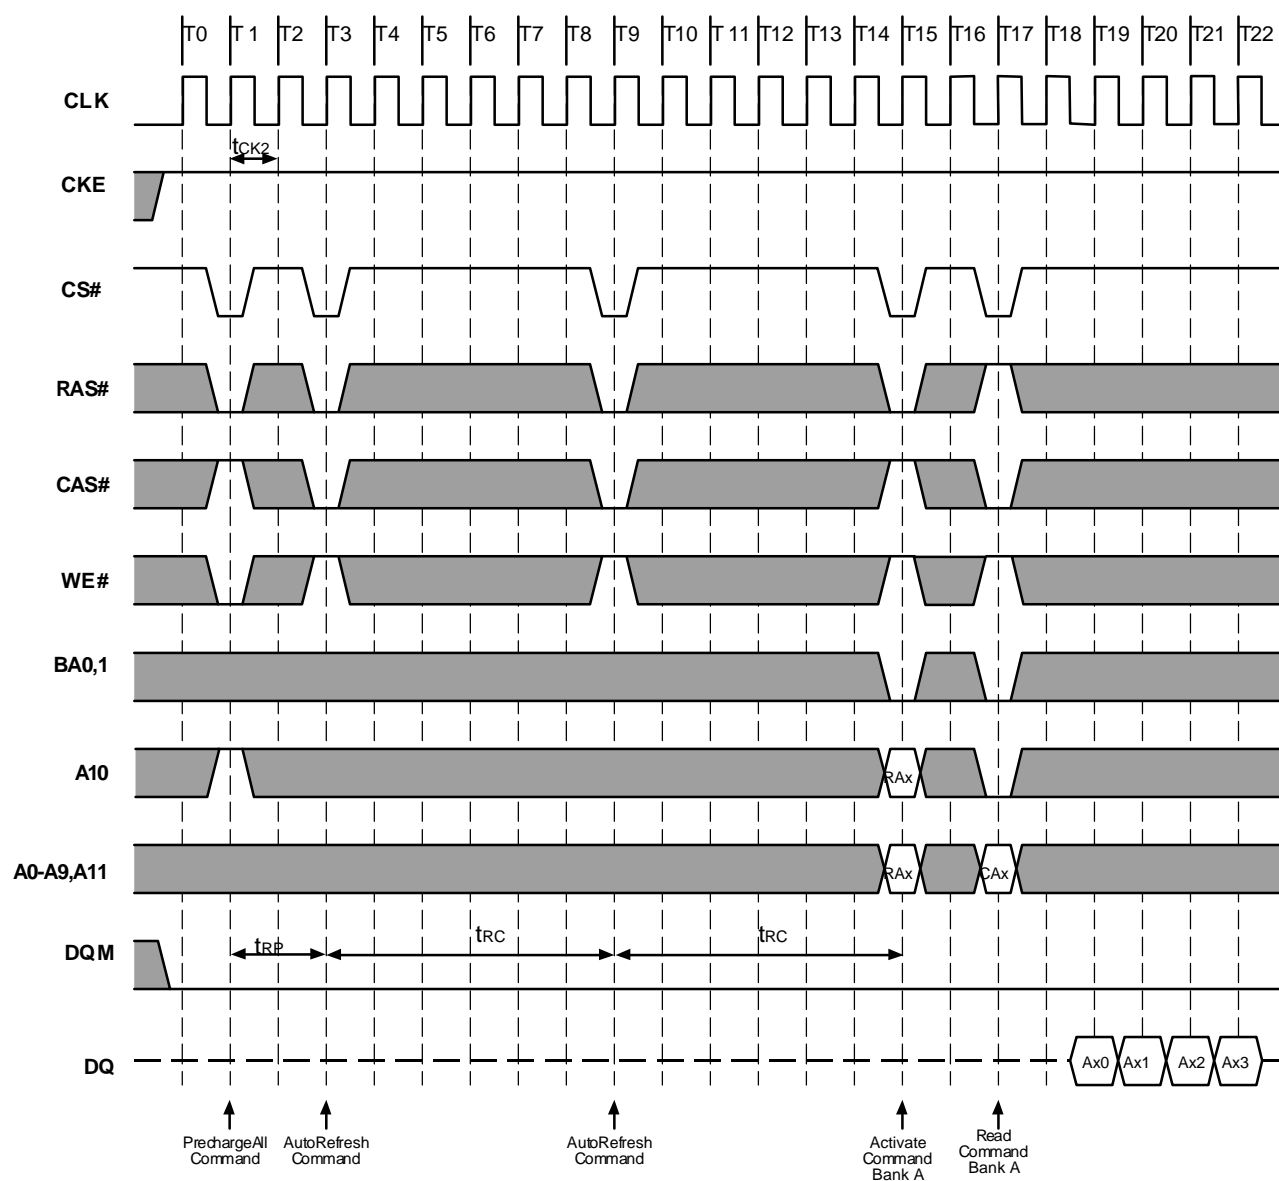 T0 T 1 T2 T3 T4 T5 T6 T7 T8 T9 T10 T 11 T12 T13 T14 T15 T16 T17 T18 T19 T20 T21 T22
CLK
tCK2
CKE
CS#
RAS#
CAS#
WE#
BA0,1
A10
RAx
A0-A9,A11
RAx CAx
DQM
tRP tRC tRC
DQ
Ax0 Ax1 Ax2 Ax3
PrechargeAll
Command
AutoRefresh
Command
AutoRefresh
Command
Activate
Command
Bank A
Read
Command
Bank A